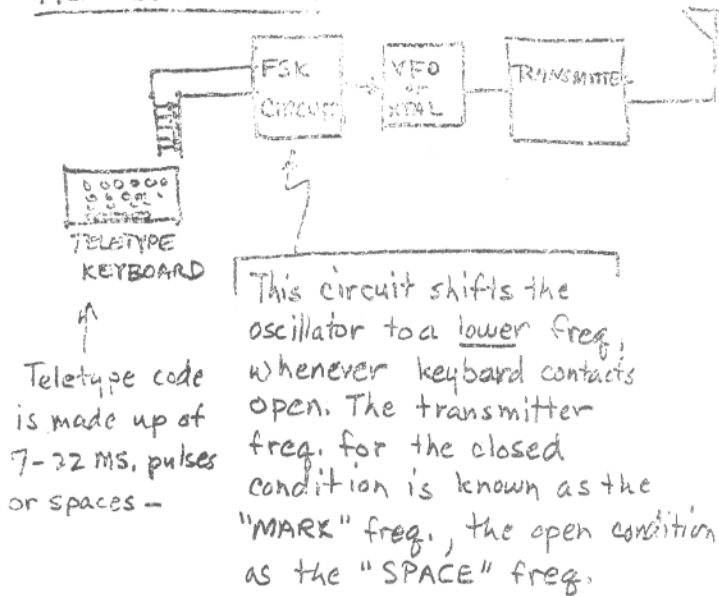 FSK
CIRCUIT
VFO
or
XTAL
TRANSMITTER
TELETYPE
KEYBOARD
This circuit shifts the
oscillator to a lower freq,
whenever keybard contacts
open. The transmitter
freq. for the closed
condition is known as the
"MARK" freq., the open condition
as the "SPACE" freq.
Teletype code
is made up of
7-22 MS. pulses
or spaces -